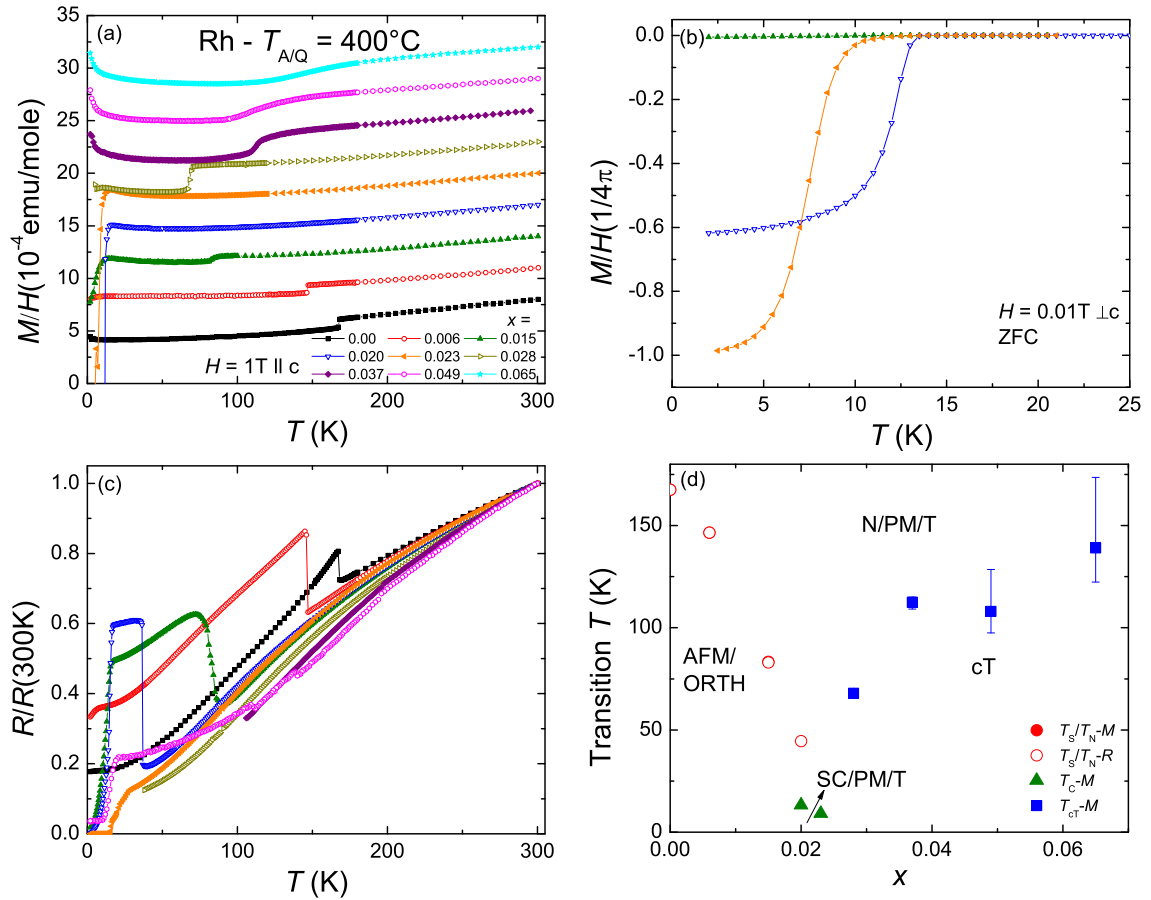 (a)
Rh - T_A/Q = 400°C
M/H(10⁻⁴emu/mole)
35
30
25
20
15
10
5
0
x =
0.00 0.006 0.015
0.020 0.023 0.028
0.037 0.049 0.065
H = 1T ll c
0 100 200 300
T (K)
(b)
M/H(1/4π)
0.0
-0.2
-0.4
-0.6
-0.8
-1.0
H = 0.01T ⊥c
ZFC
0 5 10 15 20 25
T (K)
(c)
R/R(300K)
1.0
0.8
0.6
0.4
0.2
0.0
0 100 200 300
T (K)
(d)
Transition T (K)
150
100
50
0
N/PM/T
AFM/
ORTH
cT
SC/PM/T
T_S/T_N-M
T_S/T_N-R
T_C-M
T_cT-M
0.00 0.02 0.04 0.06
x